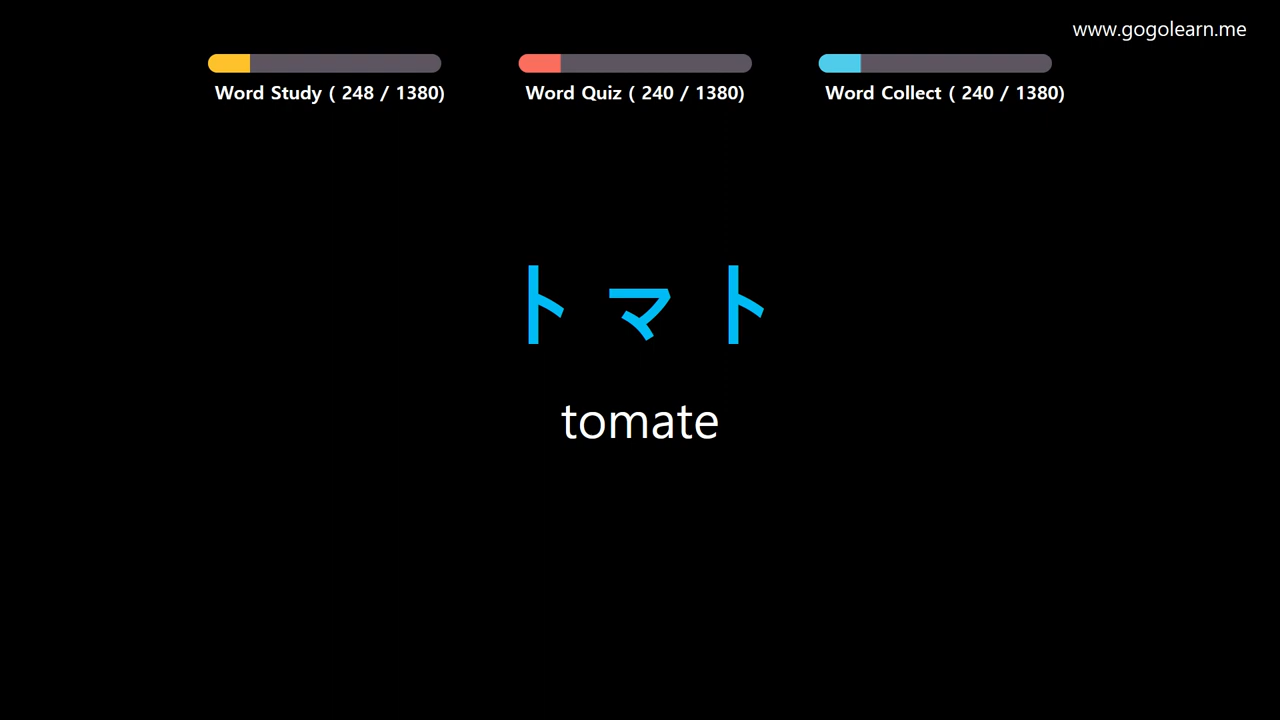 www.gogolearn.me
Word Study ( 248 / 1380)
Word Quiz ( 240 / 1380)
Word Collect ( 240 / 1380)
トマト
tomate